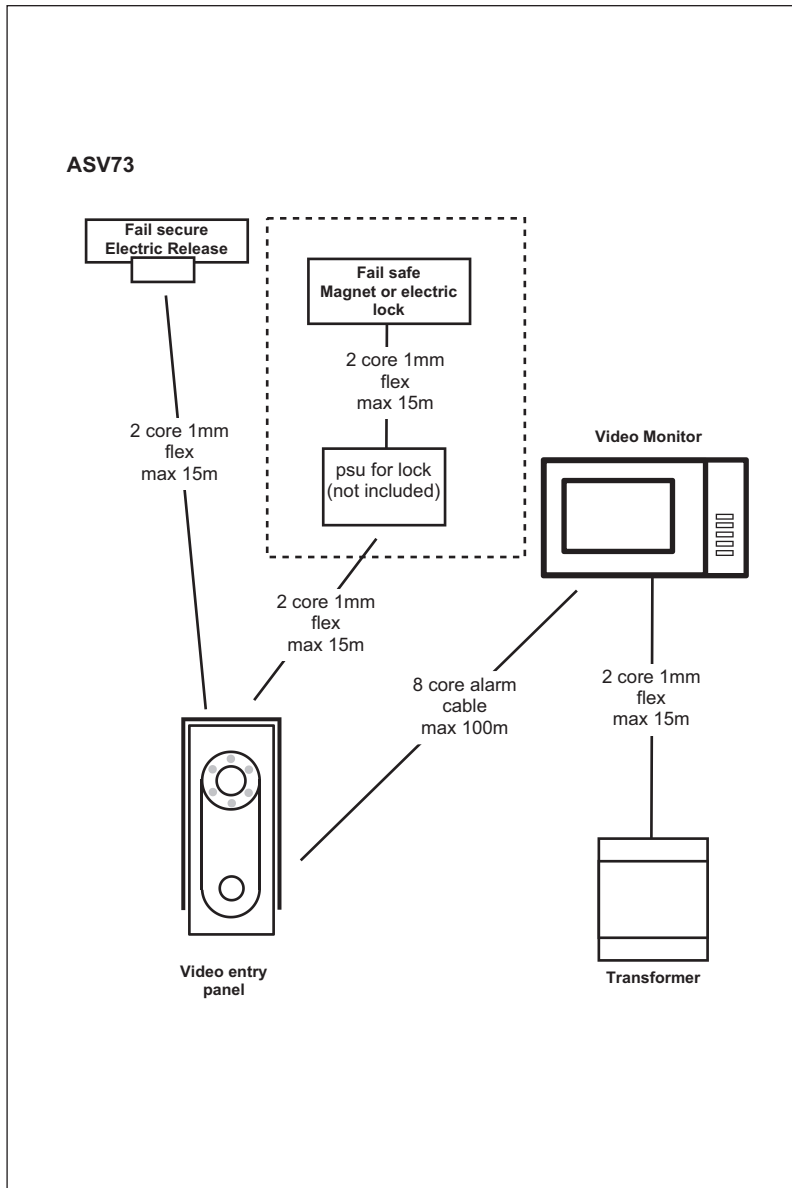 ASV73
Fail secure
Electric Release
Fail safe
Magnet or electric
lock
2 core 1mm
flex
max 15m
2 core 1mm
flex
max 15m
psu for lock
(not included)
Video Monitor
2 core 1mm
flex
max 15m
8 core alarm
cable
max 100m
2 core 1mm
flex
max 15m
Video entry
panel
Transformer